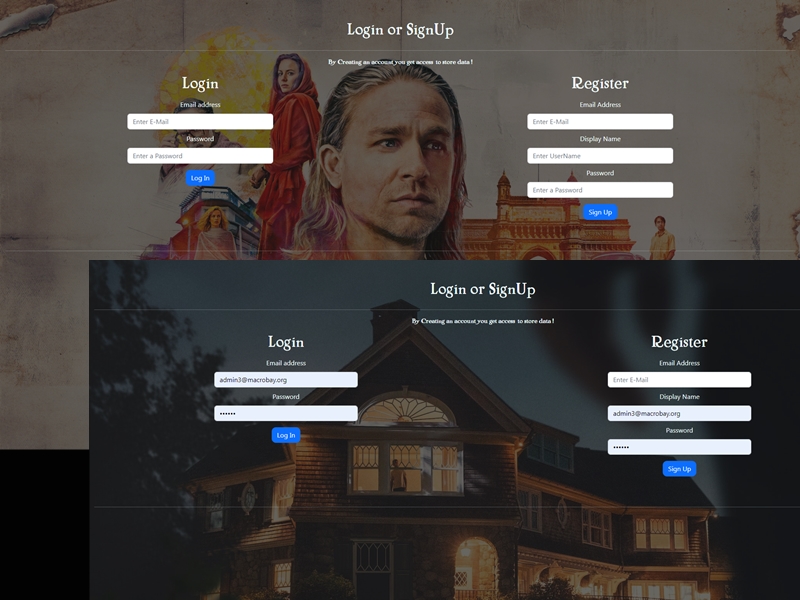 Login or SignUp
By Creating an account you get access to store data !
Login
Email address
Enter E-Mail
Password
Enter a Password
Log In
Register
Email Address
Enter E-Mail
Display Name
Enter UserName
Password
Enter a Password
Sign Up
Login or SignUp
By Creating an account you get access to store data !
Login
Email address
admin3@macrobay.org
Password
••••••
Log In
Register
Email Address
Enter E-Mail
Display Name
admin3@macrobay.org
Password
••••••
Sign Up